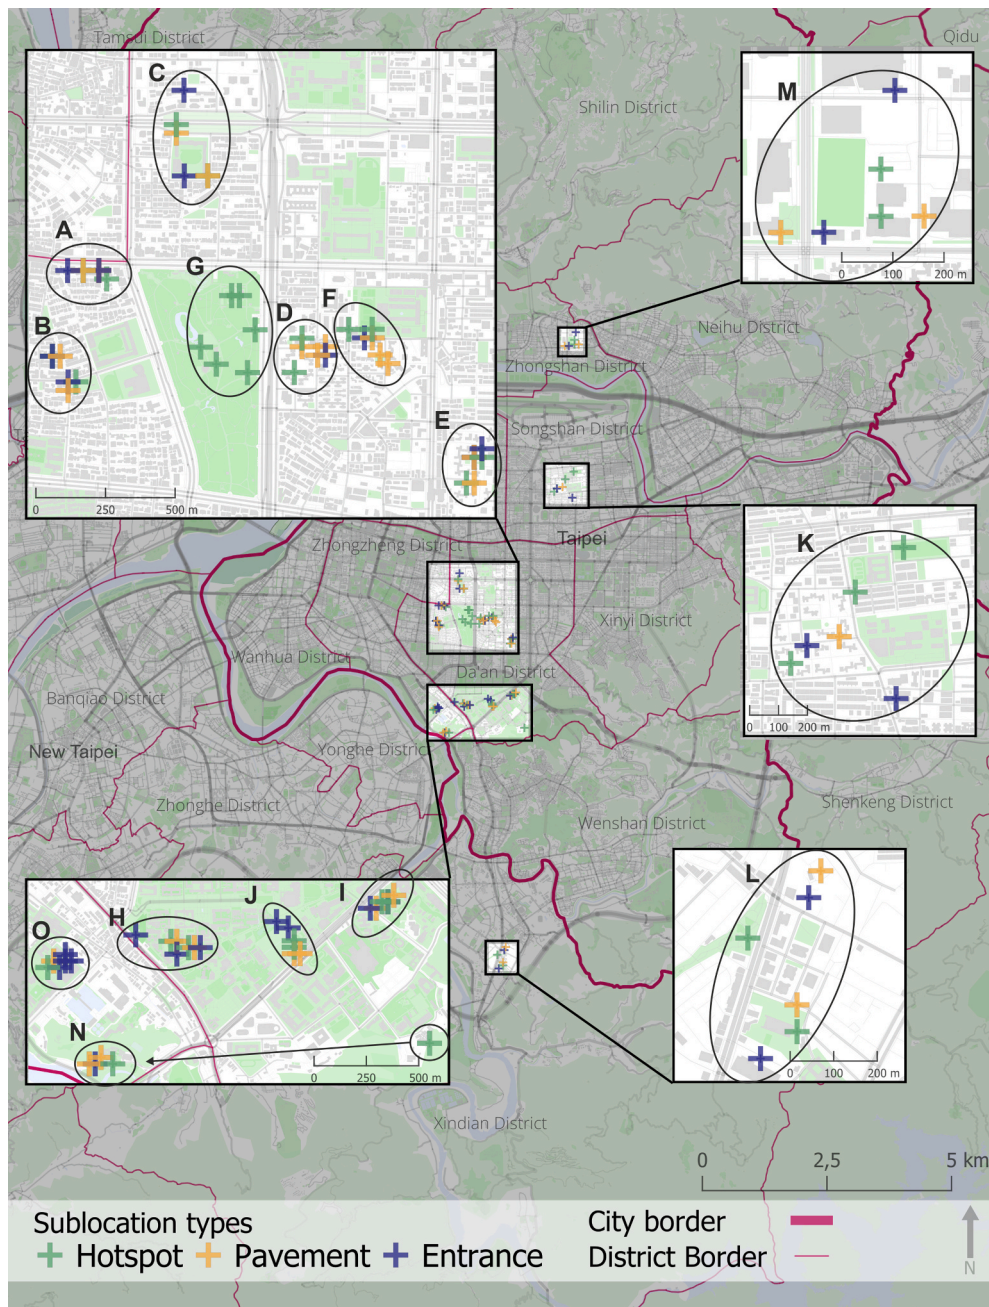 Tamsui District
Qidu
Shilin District
C
M
A
G
D
F
B
E
0 250 500 m
0 100 200 m
Neihu District
Zhongshan District
Songshan District
K
0 100 200 m
Zhongzheng District
Taipei
Xinyi District
Wanhua District
Da'an District
Banqiao District
New Taipei
Yonghe District
Zhonghe District
Shenkeng District
Wenshan District
L
0 100 200 m
O
H
J
I
N
0 250 500 m
Xindian District
0 2,5 5 km
Sublocation types
Hotspot Pavement Entrance
City border
District Border
N